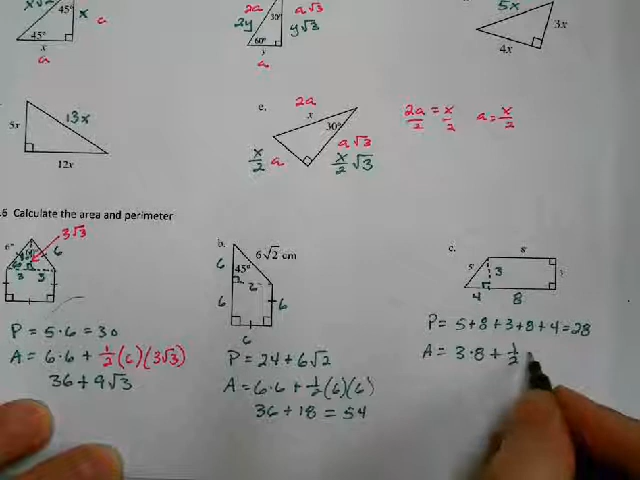 45° x a
45°
x
a
2a a√3
2y 30° y√3
60° y
a
5x
3x
4x
5x 13x
12x
e. 2a
x
30°
x/2 a a√3
x/2 √3
2a/2 = x/2 a = x/2
.6 Calculate the area and perimeter
6" 3√3
6
3 3
P = 5·6 = 30
A = 6·6 + 1/2 (6)(3√3)
36 + 9√3
b.
6 6√2 cm
45°
6
6 6
6
P = 24 + 6√2
A = 6·6 + 1/2 (6)(6)
36 + 18 = 54
c. 8
5 3 3
4 8
P = 5 + 8 + 3 + 8 + 4 = 28
A = 3·8 + 1/2